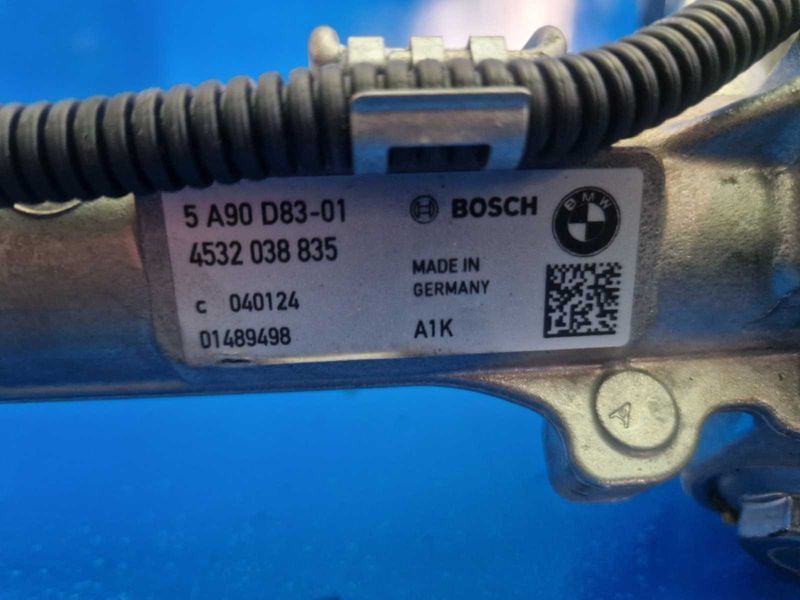 5 A90 D83-01
4532 038 835
c 040124
01489498
BOSCH
MADE IN
GERMANY
A1K
BMW
A